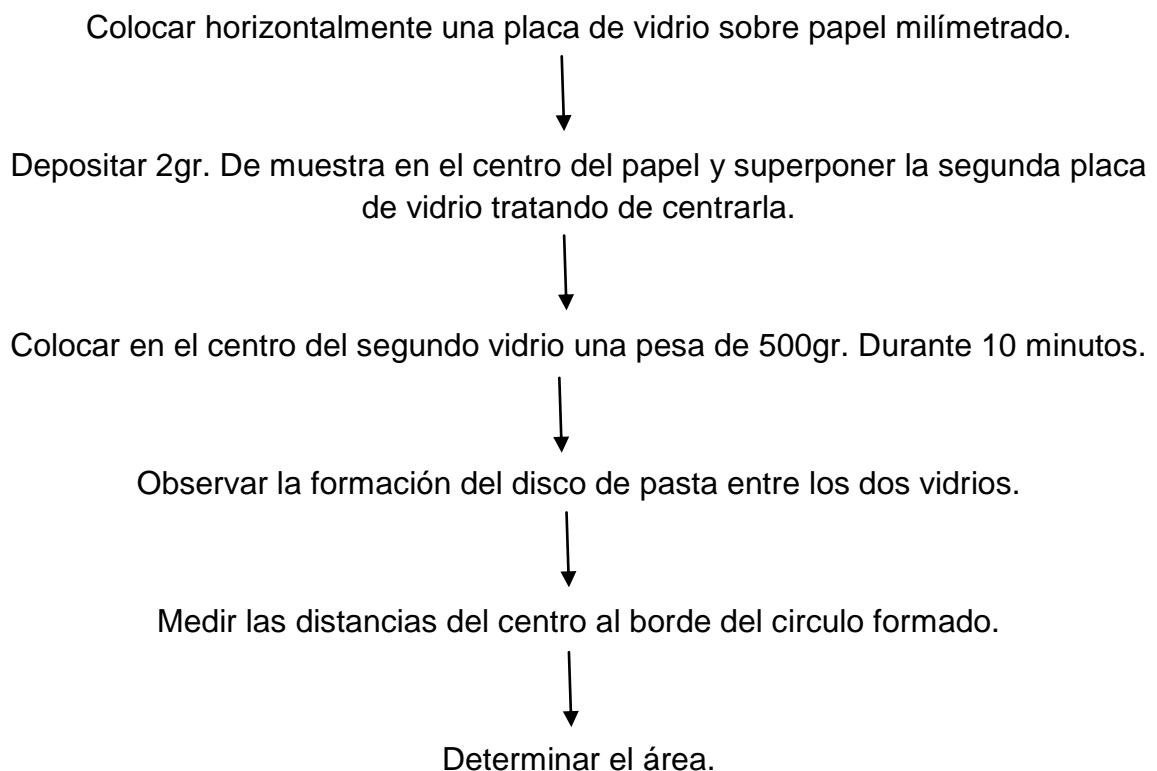 Colocar horizontalmente una placa de vidrio sobre papel milímetrado.
Depositar 2gr. De muestra en el centro del papel y superponer la segunda placa
de vidrio tratando de centrarla.
Colocar en el centro del segundo vidrio una pesa de 500gr. Durante 10 minutos.
Observar la formación del disco de pasta entre los dos vidrios.
Medir las distancias del centro al borde del circulo formado.
Determinar el área.